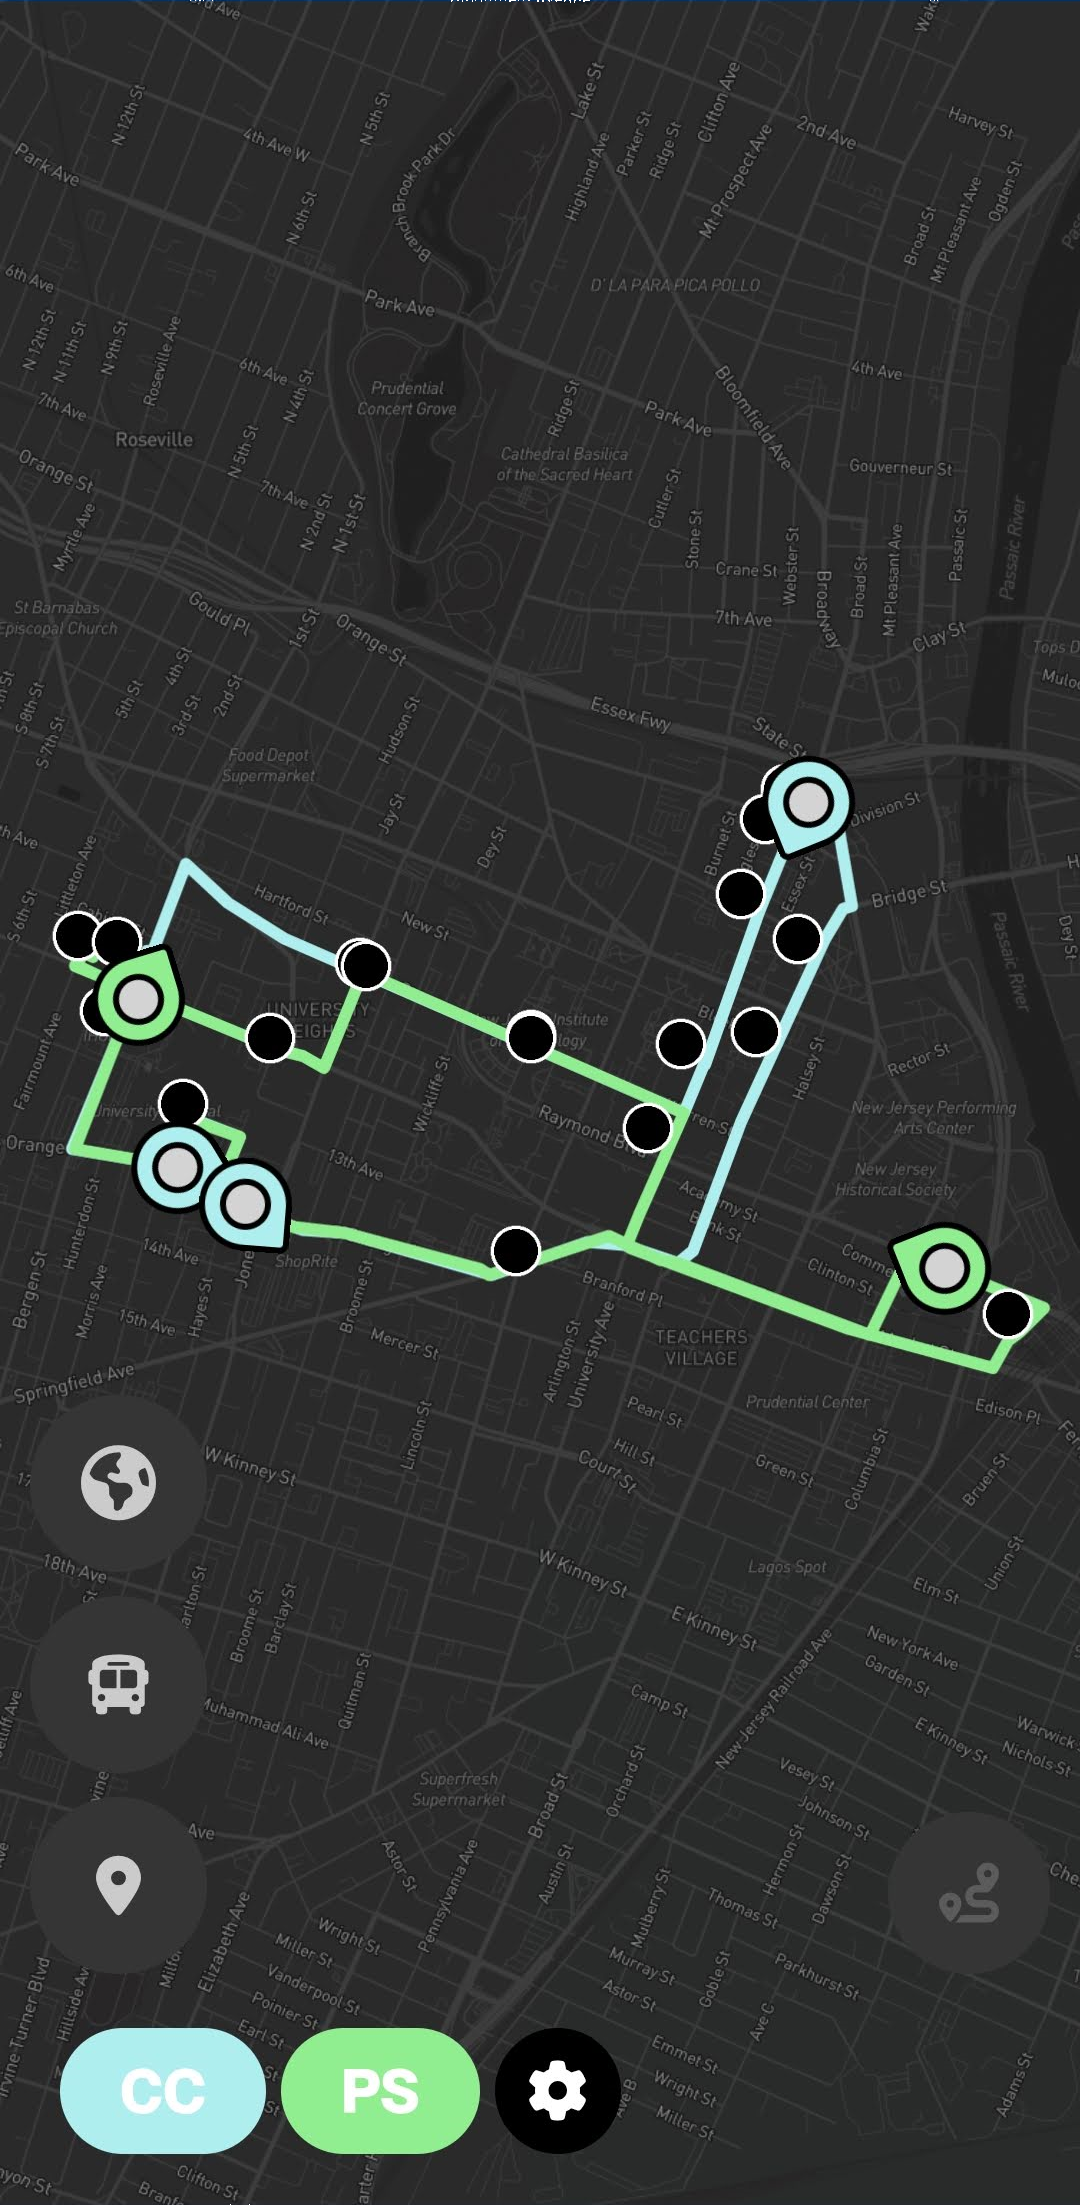 N 12th St
4th Ave W
N 5th St
Park Ave
Branch Brook Park Dr
Lake St
Clifton Ave
Parker St
Ridge St
2nd Ave
Harvey St
Highland Ave
Mt Prospect Ave
Ogden St
N 6th St
Broad St
Mt Pleasant Ave
6th Ave
D' LA PARA PICA POLLO
Park Ave
N 12th St
N 11th St
N 9th St
Roseville Ave
6th Ave
N 4th St
4th Ave
Prudential
Concert Grove
Ridge St
Bloomfield Ave
7th Ave
Park Ave
Roseville
N 5th St
Cathedral Basilica
of the Sacred Heart
Gouverneur St
Orange St
7th Ave
Cutler St
Myrtle Ave
N 2nd St
N 1st St
Stone St
Webster St
Passaic St
Passaic River
Crane St
Broadway
Broad St
Mt Pleasant Ave
St Barnabas
Episcopal Church
Gould Pl
1st St
Orange St
7th Ave
Clay St
Tops D
4th St
5th St
3rd St
2nd St
S 8th St
S 7th St
Hudson St
Essex Fwy
State St
Food Depot
Supermarket
Jay St
Dey St
Burnet St
Division St
Essex St
Bridge St
Littleton Ave
S 6th St
Hartford St
New St
Dey St
Passaic River
UNIVERSITY
HEIGHTS
Fairmount Ave
Wickliffe St
Halsey St
Rector St
New Jersey Performing
Arts Center
Raymond Blvd
Orange
13th Ave
New Jersey
Historical Society
Academy St
Bank St
Hunterdon St
14th Ave
ShopRite
Clinton St
Bergen St
Morris Ave
Hayes St
Broome St
Branford Pl
15th Ave
Mercer St
Arlington St
University Ave
TEACHERS
VILLAGE
Springfield Ave
Prudential Center
Edison Pl
Lincoln St
Pearl St
W Kinney St
Hill St
Court St
Green St
Columbia St
Bruen St
18th Ave
W Kinney St
Lagos Spot
Union St
Elm St
Broome St
Barclay St
E Kinney St
New York Ave
Garden St
Quitman St
New Jersey Railroad Ave
Muhammad Ali Ave
Camp St
E Kinney St
Warwick
Nichols St
Superfresh
Supermarket
Broad St
Orchard St
Vesey St
Johnson St
Ave
Astor St
Pennsylvania Ave
Austin St
Hermon St
Dawson St
Mulberry St
Thomas St
Elizabeth Ave
Wright St
Miller St
Murray St
Goble St
Parkhurst St
Vanderpool St
Astor St
Irvine Turner Blvd
Hillside Ave
Poinier St
Ave C
Earl St
Emmet St
Wright St
Adams St
Miller St
CC
PS
Clifton St